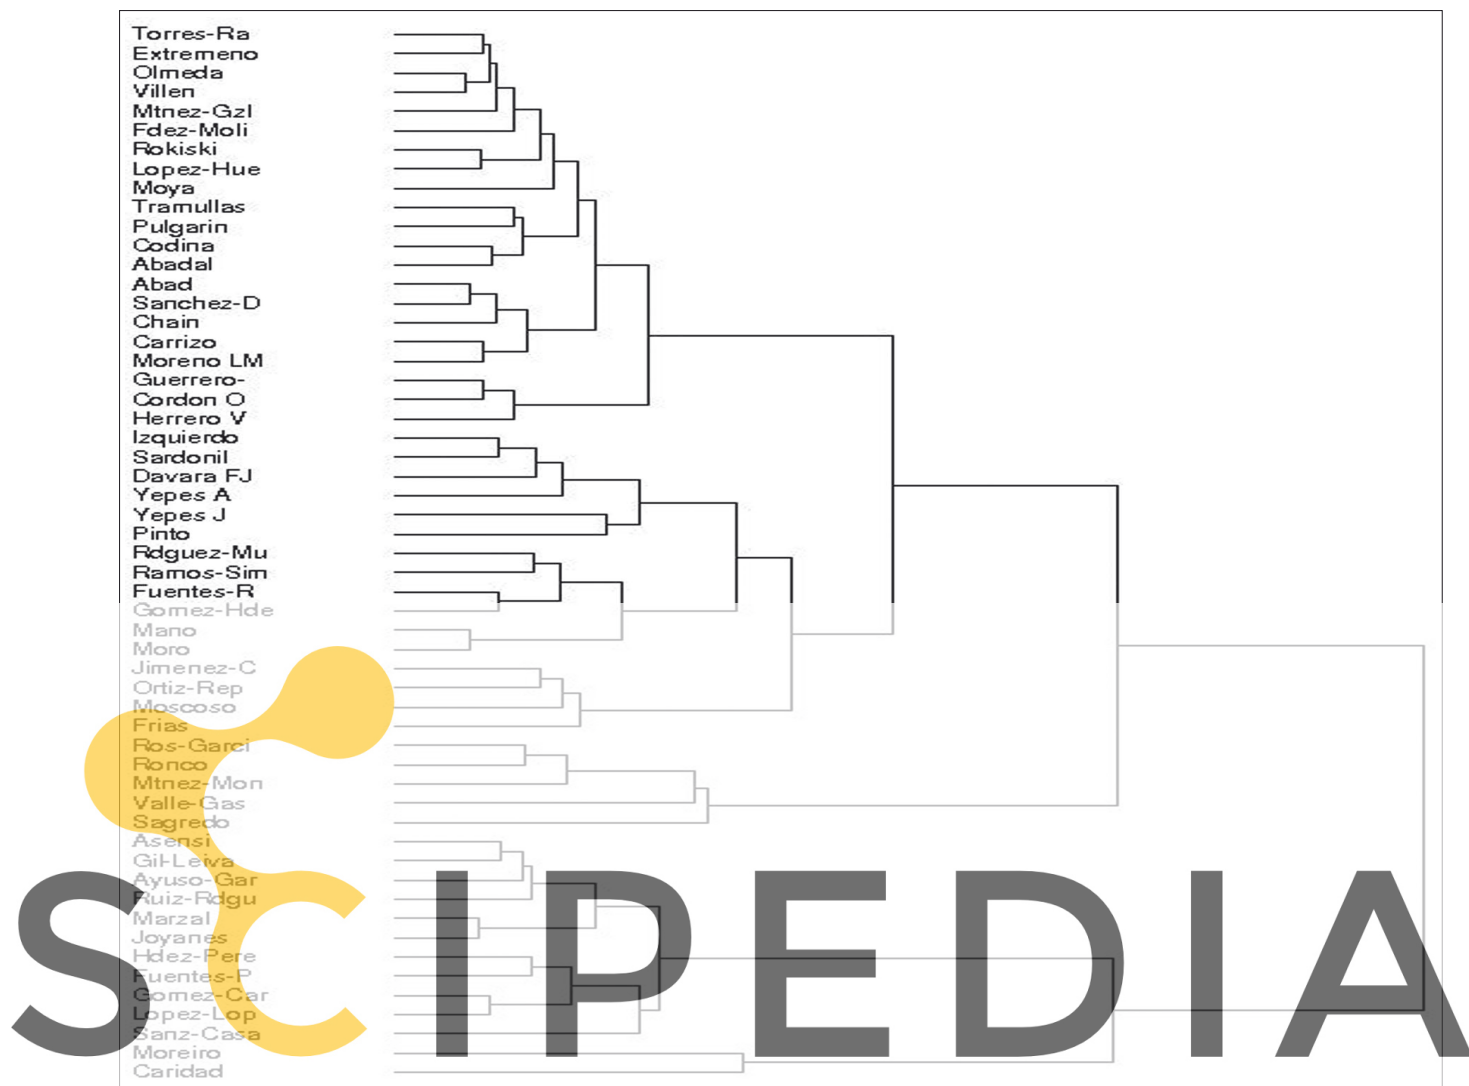 Torres-Ra
Extremeno
Olmeda
Villen
Mtnez-Gzl
Fdez-Moli
Rokiski
Lopez-Hue
Moya
Tramullas
Pulgarin
Codina
Abadal
Abad
Sanchez-D
Chain
Carrizo
Moreno LM
Guerrero-
Cordon O
Herrero V
Izquierdo
Sardonil
Davara FJ
Yepes A
Yepes J
Pinto
Rdguez-Mu
Ramos-Sim
Fuentes-R
Gomez-Hde
Mano
Moro
Jimenez-C
Ortiz-Rep
Moscoso
Frias
Ros-Garci
Ronco
Mtnez-Mon
Valle-Gas
Sagredo
Asensi
Gil-Leiva
Ayuso-Gar
Ruiz-Rdgu
Marzal
Joyanes
Hdez-Pere
Fuentes-P
Gomez-Car
Lopez-Lop
Sanz-Casa
Moreiro
Caridad
SCIPEDIA